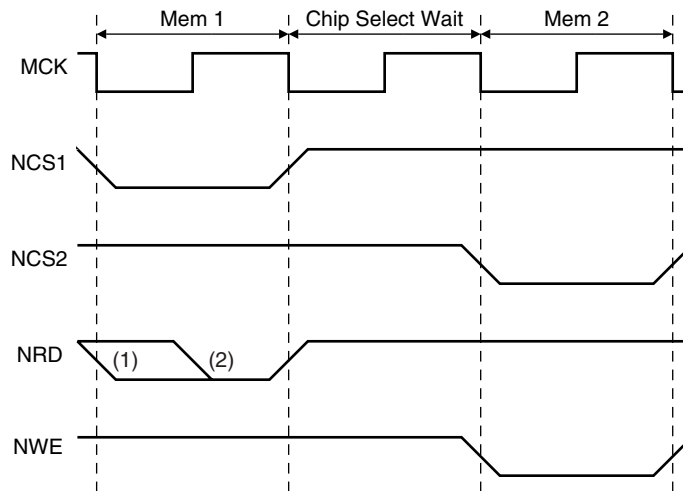 Mem 1 Chip Select Wait Mem 2
MCK
NCS1
NCS2
NRD (1) (2)
NWE